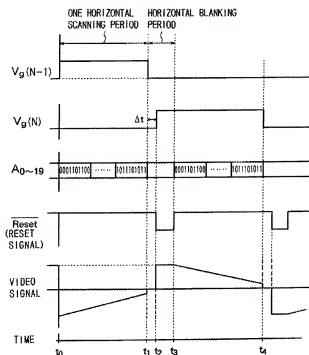 ONE HORIZONTAL HORIZONTAL BLANKING
SCANNING PERIOD PERIOD
Vg(N-1)
Vg(N)
Δt
A0~19
0001101100 ...... 1011101011 0001101100 ...... 1011101011
Reset
(RESET
SIGNAL)
VIDEO
SIGNAL
TIME
t0 t1 t2 t3 t4